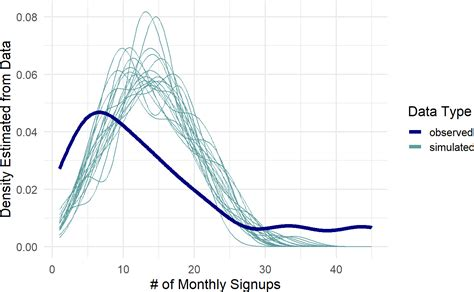 0.08
0.06
0.04
0.02
0.00
Density Estimated from Data
0 10 20 30 40
# of Monthly Signups
Data Type
observed
simulated